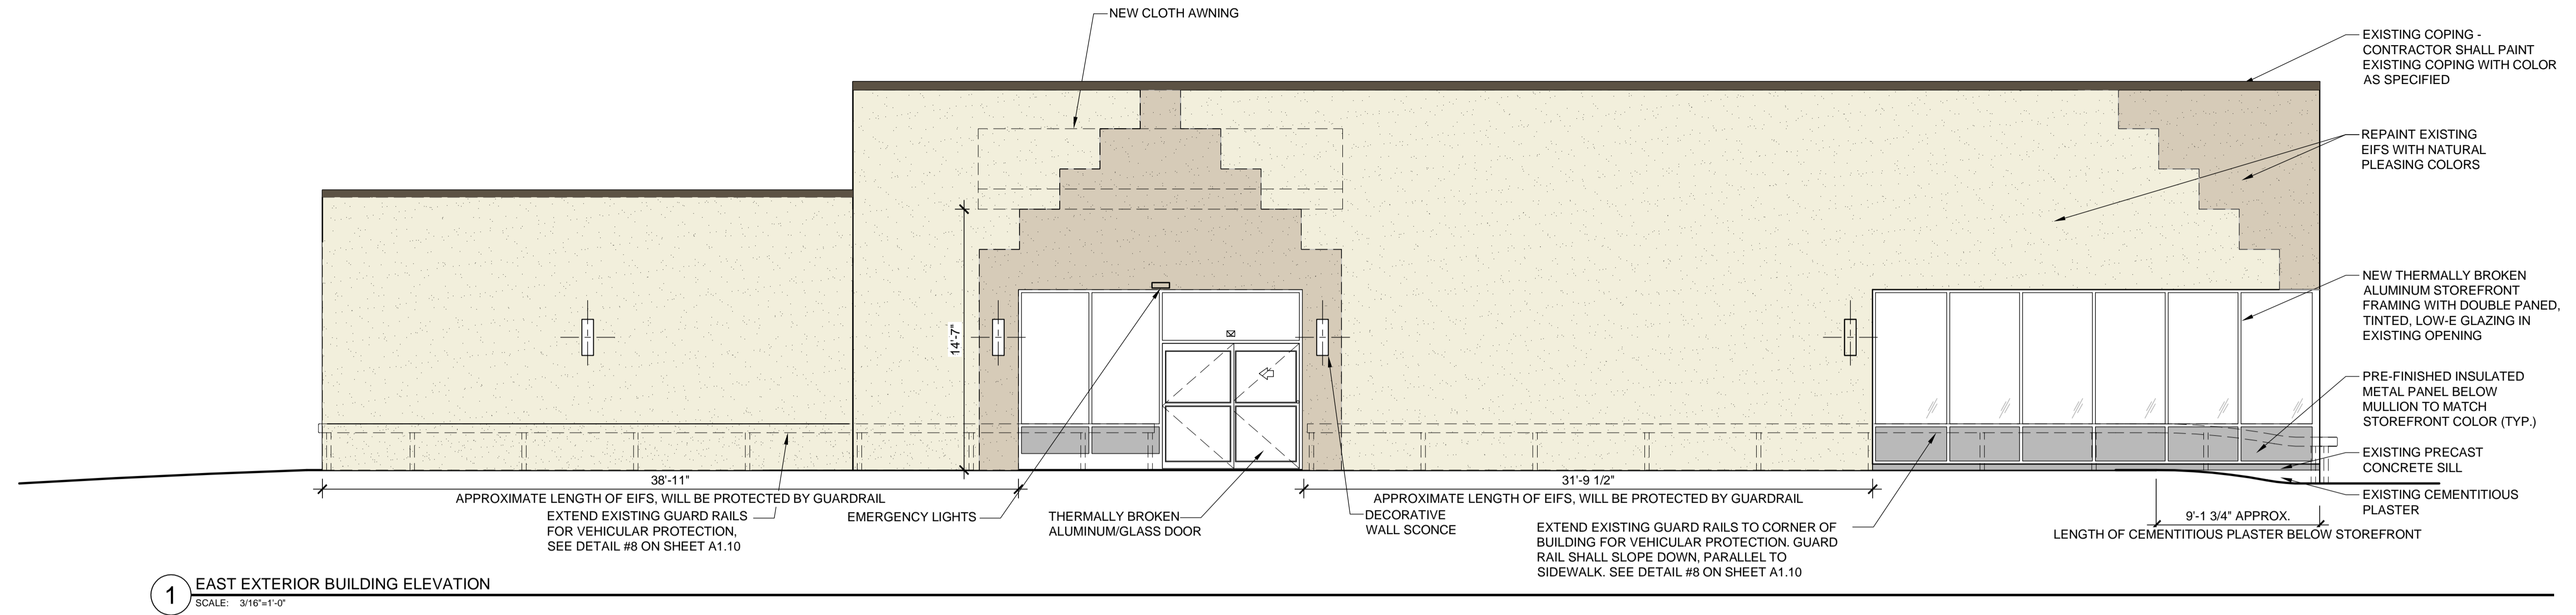 NEW CLOTH AWNING
EXISTING COPING -
CONTRACTOR SHALL PAINT
EXISTING COPING WITH COLOR
AS SPECIFIED
REPAINT EXISTING
EIFS WITH NATURAL
PLEASING COLORS
NEW THERMALLY BROKEN
ALUMINUM STOREFRONT
FRAMING WITH DOUBLE PANED,
TINTED, LOW-E GLAZING IN
EXISTING OPENING
14'-7"
PRE-FINISHED INSULATED
METAL PANEL BELOW
MULLION TO MATCH
STOREFRONT COLOR (TYP.)
EXISTING PRECAST
CONCRETE SILL
EXISTING CEMENTITIOUS
PLASTER
38'-11"
APPROXIMATE LENGTH OF EIFS, WILL BE PROTECTED BY GUARDRAIL
31'-9 1/2"
APPROXIMATE LENGTH OF EIFS, WILL BE PROTECTED BY GUARDRAIL
EXTEND EXISTING GUARD RAILS
FOR VEHICULAR PROTECTION,
SEE DETAIL #8 ON SHEET A1.10
EMERGENCY LIGHTS
THERMALLY BROKEN
ALUMINUM/GLASS DOOR
DECORATIVE
WALL SCONCE
EXTEND EXISTING GUARD RAILS TO CORNER OF
BUILDING FOR VEHICULAR PROTECTION. GUARD
RAIL SHALL SLOPE DOWN, PARALLEL TO
SIDEWALK. SEE DETAIL #8 ON SHEET A1.10
9'-1 3/4" APPROX.
LENGTH OF CEMENTITIOUS PLASTER BELOW STOREFRONT
1
EAST EXTERIOR BUILDING ELEVATION
SCALE: 3/16"=1'-0"